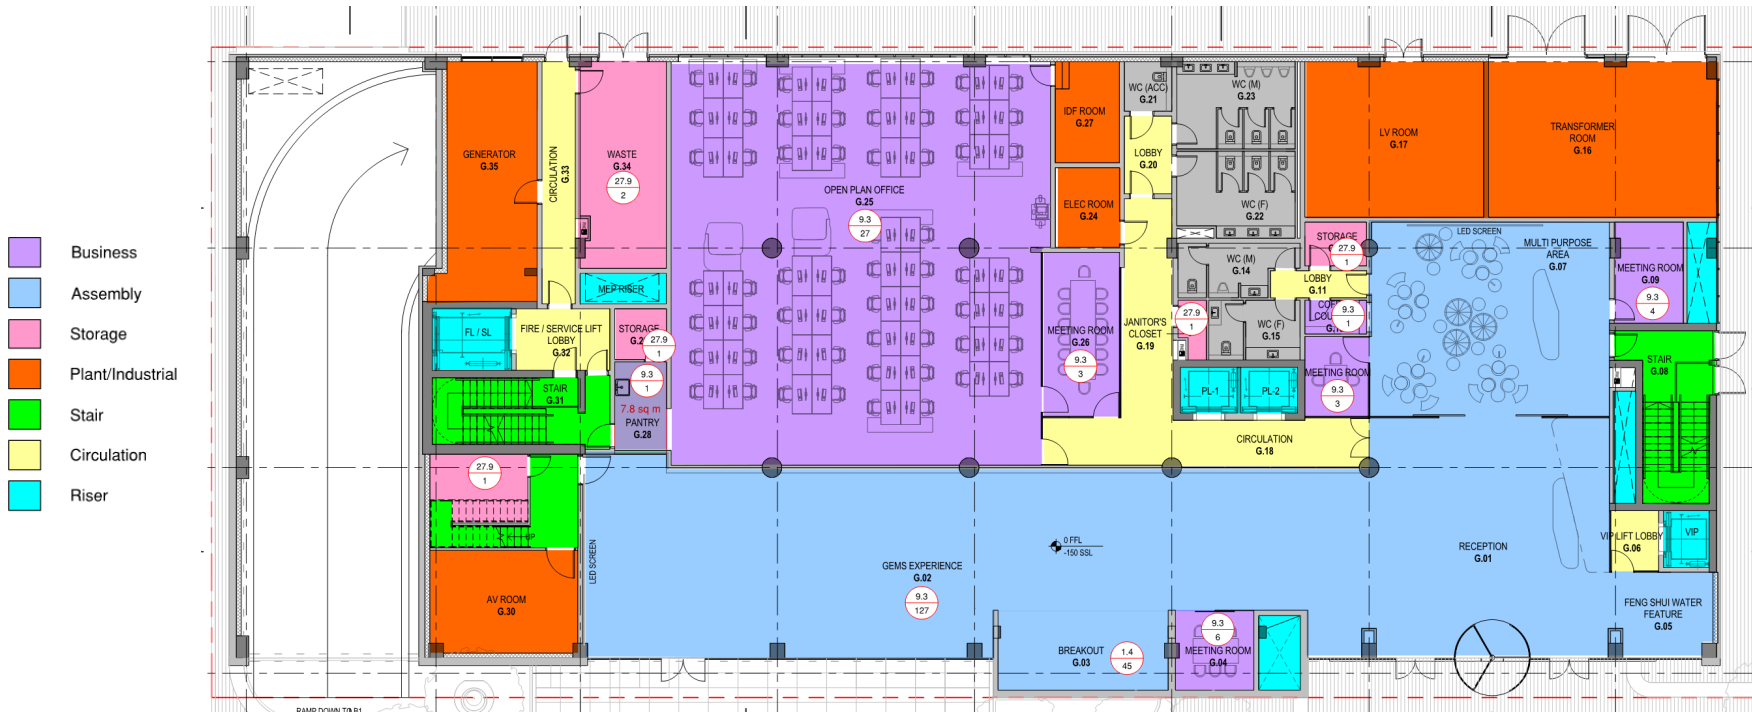 Business
Assembly
Storage
Plant/Industrial
Stair
Circulation
Riser
GENERATOR
G.35
CIRCULATION
G.33
WASTE
G.34
27.9
2
MEP RISER
FL / SL
FIRE / SERVICE LIFT
LOBBY
G.32
STORAGE
27.9
1
STAIR
G.31
9.3
1
7.8 sq m
PANTRY
G.28
27.9
1
UP
AV ROOM
G.30
LED SCREEN
OPEN PLAN OFFICE
G.25
9.3
27
IDF ROOM
G.27
ELEC ROOM
G.24
MEETING ROOM
G.26
9.3
3
WC (ACC)
G.21
LOBBY
G.20
WC (M)
G.23
WC (F)
G.22
JANITOR'S
CLOSET
G.19
27.9
1
WC (M)
G.14
WC (F)
G.15
PL-1
PL-2
STORAGE
27.9
1
LOBBY
G.11
9.3
1
MEETING ROOM
9.3
3
CIRCULATION
G.18
LV ROOM
G.17
TRANSFORMER
ROOM
G.16
LED SCREEN
MULTI PURPOSE
AREA
G.07
MEETING ROOM
G.09
9.3
4
STAIR
G.08
VIP LIFT LOBBY
G.06
VIP
RECEPTION
G.01
FENG SHUI WATER
FEATURE
G.05
0 FFL
-150 SSL
GEMS EXPERIENCE
G.02
9.3
127
BREAKOUT
G.03
1.4
45
9.3
6
MEETING ROOM
G.04
RAMP DOWN TO B1